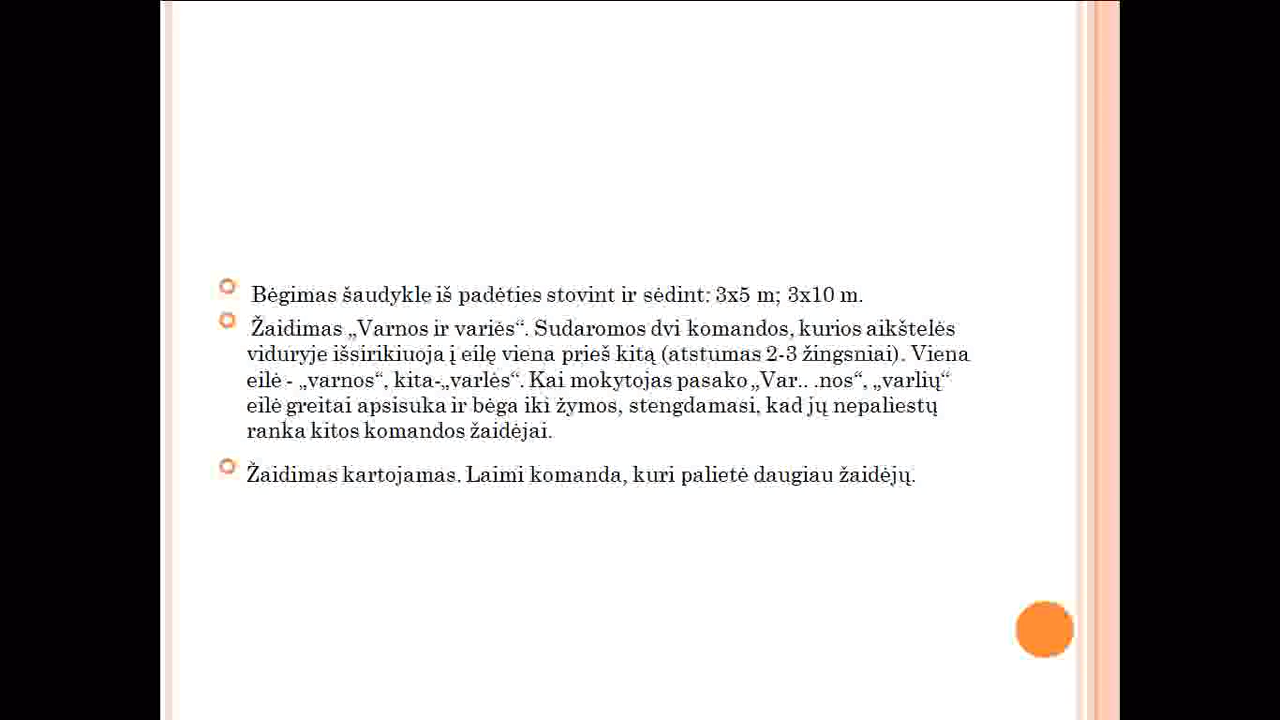 Bėgimas šaudykle iš padėties stovint ir sėdint: 3x5 m; 3x10 m.
Žaidimas „Varnos ir variės“. Sudaromos dvi komandos, kurios aikštelės
viduryje išsirikiuoja į eilę viena prieš kitą (atstumas 2-3 žingsniai). Viena
eilė - „varnos“, kita-„varlės“. Kai mokytojas pasako „Var.. .nos“, „varlių“
eilė greitai apsisuka ir bėga iki žymos, stengdamasi, kad jų nepaliestų
ranka kitos komandos žaidėjai.
Žaidimas kartojamas. Laimi komanda, kuri palietė daugiau žaidėjų.